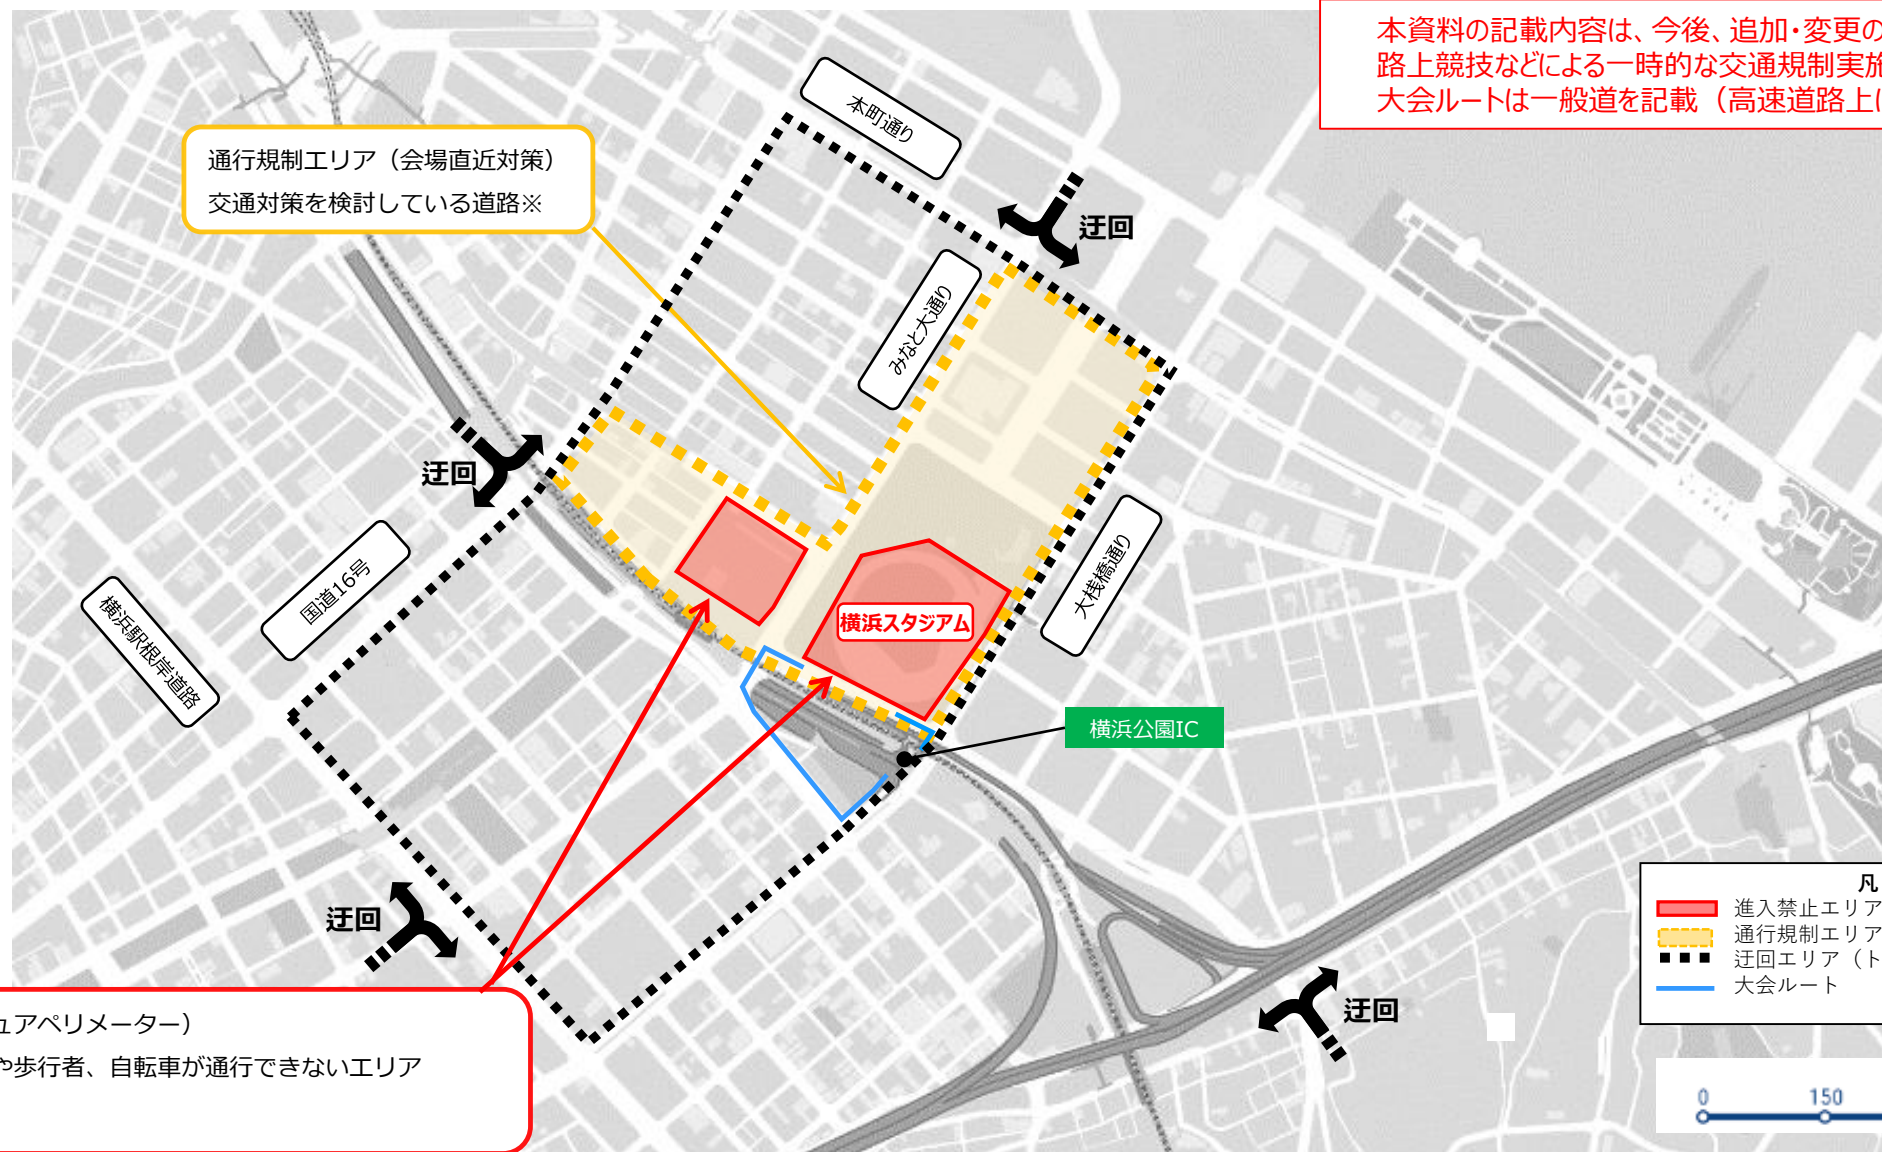 本資料の記載内容は、今後、追加・変更の
路上競技などによる一時的な交通規制実施
大会ルートは一般道を記載（高速道路上
本町通り
通行規制エリア（会場直近対策）
交通対策を検討している道路※
迂回
みなと大通り
迂回
大桟橋通り
国道16号
横浜駅根岸道路
横浜スタジアム
横浜公園IC
迂回
迂回
ュアペリメーター）
や歩行者、自転車が通行できないエリア
凡
進入禁止エリア
通行規制エリア
迂回エリア（ト
大会ルート
0 150